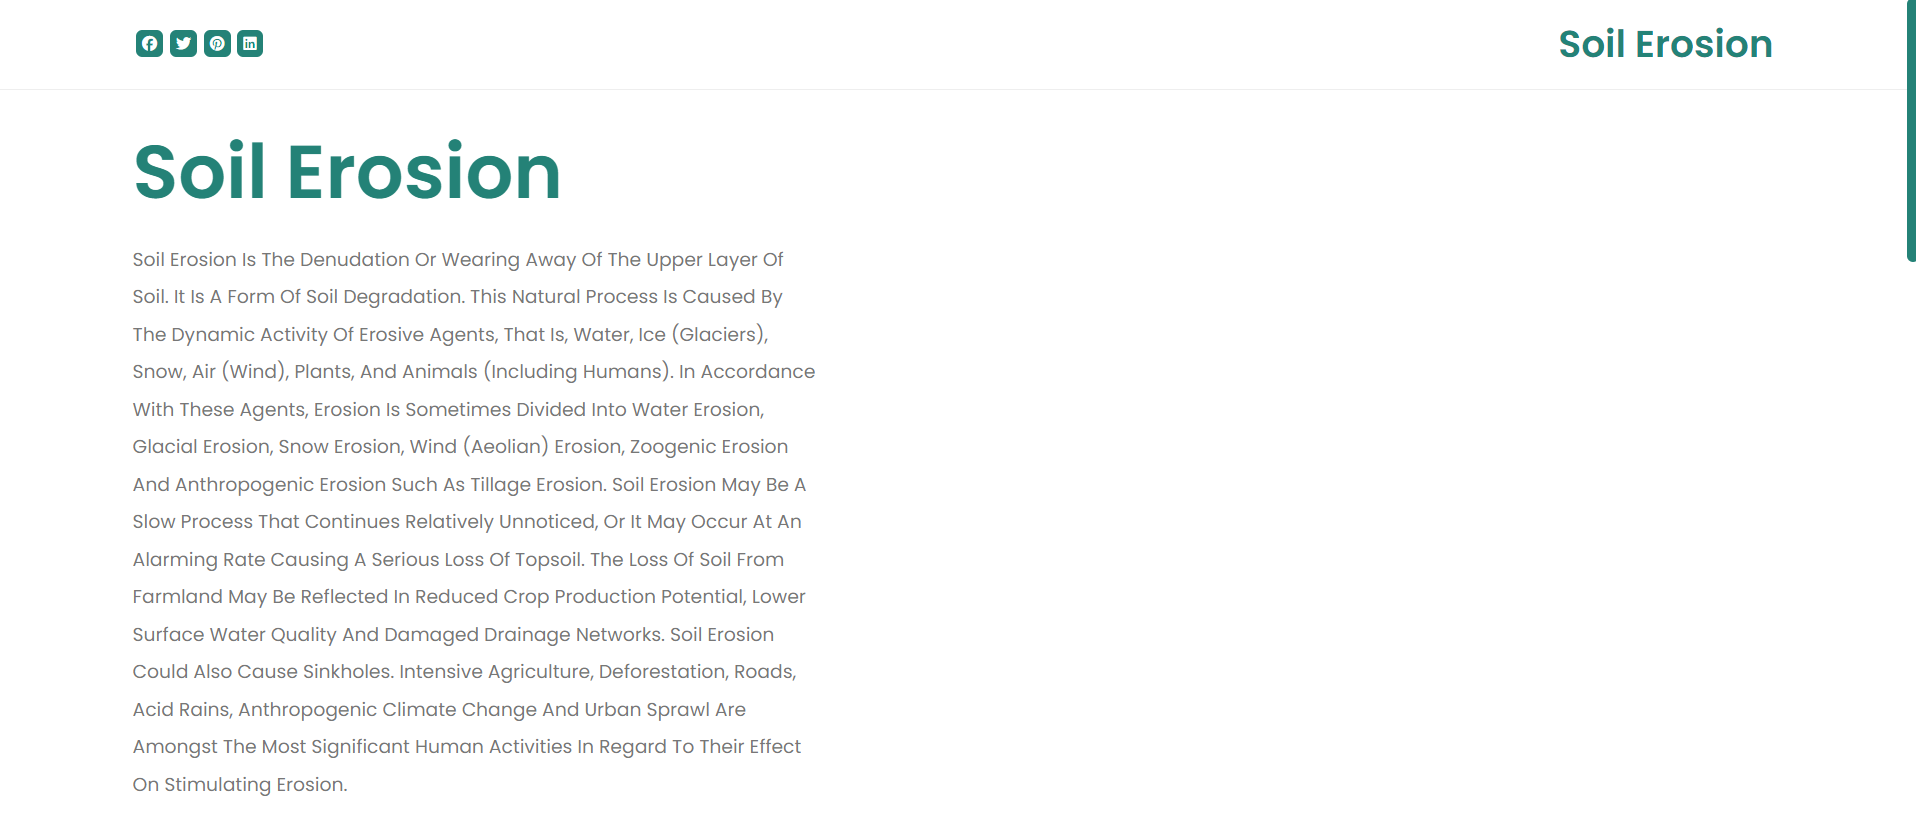 Soil Erosion
Soil Erosion
Soil Erosion Is The Denudation Or Wearing Away Of The Upper Layer Of
Soil. It Is A Form Of Soil Degradation. This Natural Process Is Caused By
The Dynamic Activity Of Erosive Agents, That Is, Water, Ice (Glaciers),
Snow, Air (Wind), Plants, And Animals (Including Humans). In Accordance
With These Agents, Erosion Is Sometimes Divided Into Water Erosion,
Glacial Erosion, Snow Erosion, Wind (Aeolian) Erosion, Zoogenic Erosion
And Anthropogenic Erosion Such As Tillage Erosion. Soil Erosion May Be A
Slow Process That Continues Relatively Unnoticed, Or It May Occur At An
Alarming Rate Causing A Serious Loss Of Topsoil. The Loss Of Soil From
Farmland May Be Reflected In Reduced Crop Production Potential, Lower
Surface Water Quality And Damaged Drainage Networks. Soil Erosion
Could Also Cause Sinkholes. Intensive Agriculture, Deforestation, Roads,
Acid Rains, Anthropogenic Climate Change And Urban Sprawl Are
Amongst The Most Significant Human Activities In Regard To Their Effect
On Stimulating Erosion.